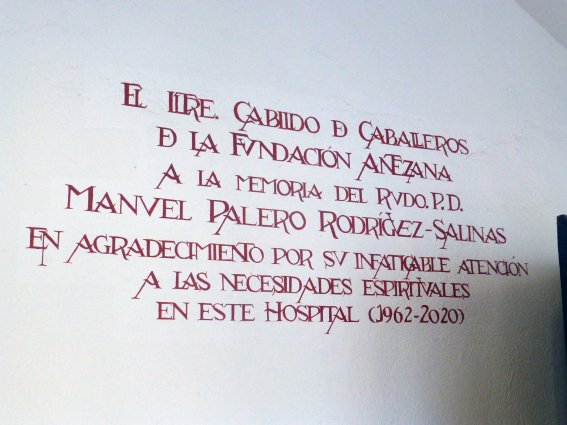 EL ILTRE. CABILDO D CABALLEROS
D LA FVNDACIÓN AÑEZANA
A LA MEMORIA DEL RVDO. P. D.
MANVEL PALERO RODRÍGVEZ-SALINAS
EN AGRADECIMIENTO POR SV INFATIGABLE ATENCIÓN
A LAS NECESIDADES ESPIRITVALES
EN ESTE HOSPITAL (1962-2020)